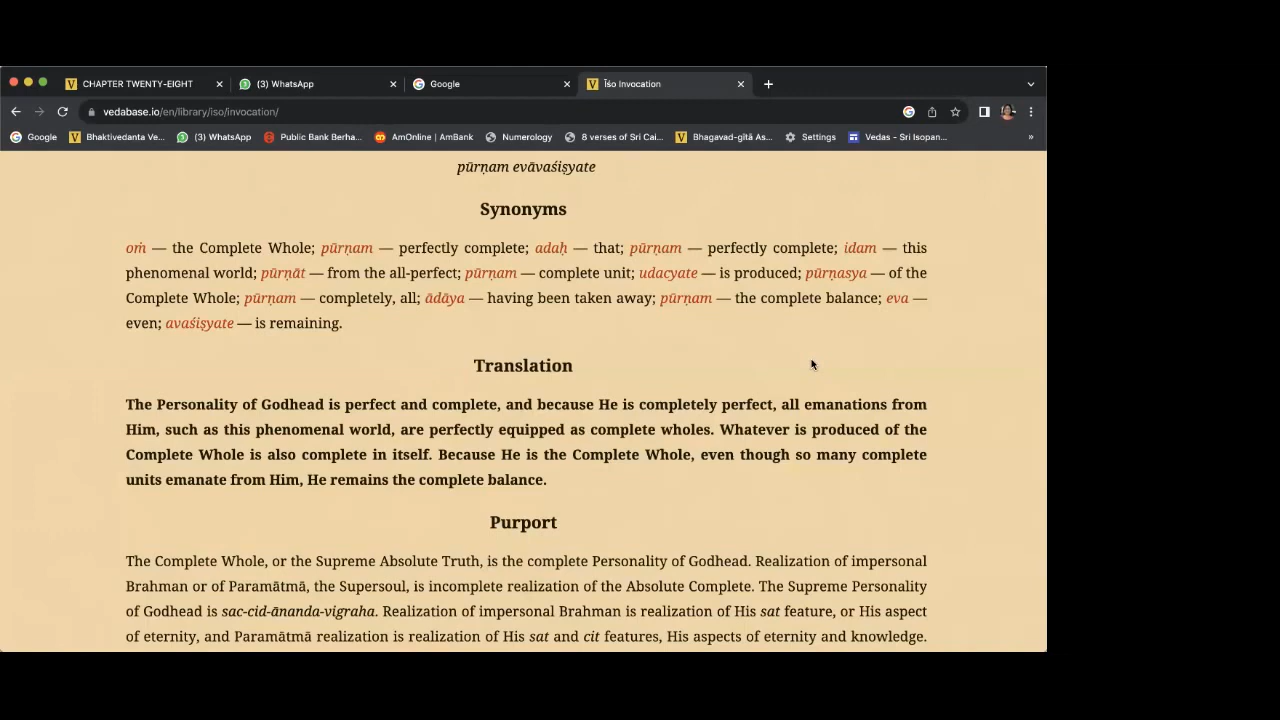 CHAPTER TWENTY-EIGHT
(3) WhatsApp
Google
Īśo Invocation
vedabase.io/en/library/iso/invocation/
Google
Bhaktivedanta Ve...
(3) WhatsApp
Public Bank Berha...
AmOnline | AmBank
Numerology
8 verses of Sri Cai...
Bhagavad-gītā As...
Settings
Vedas – Sri Isopan...
»
pūrṇam evāvaśiṣyate
Synonyms
oṁ — the Complete Whole; pūrṇam — perfectly complete; adaḥ — that; pūrṇam — perfectly complete; idam — this
phenomenal world; pūrṇāt — from the all-perfect; pūrṇam — complete unit; udacyate — is produced; pūrṇasya — of the
Complete Whole; pūrṇam — completely, all; ādāya — having been taken away; pūrṇam — the complete balance; eva —
even; avaśiṣyate — is remaining.
Translation
The Personality of Godhead is perfect and complete, and because He is completely perfect, all emanations from
Him, such as this phenomenal world, are perfectly equipped as complete wholes. Whatever is produced of the
Complete Whole is also complete in itself. Because He is the Complete Whole, even though so many complete
units emanate from Him, He remains the complete balance.
Purport
The Complete Whole, or the Supreme Absolute Truth, is the complete Personality of Godhead. Realization of impersonal
Brahman or of Paramātmā, the Supersoul, is incomplete realization of the Absolute Complete. The Supreme Personality
of Godhead is sac-cid-ānanda-vigraha. Realization of impersonal Brahman is realization of His sat feature, or His aspect
of eternity, and Paramātmā realization is realization of His sat and cit features, His aspects of eternity and knowledge.